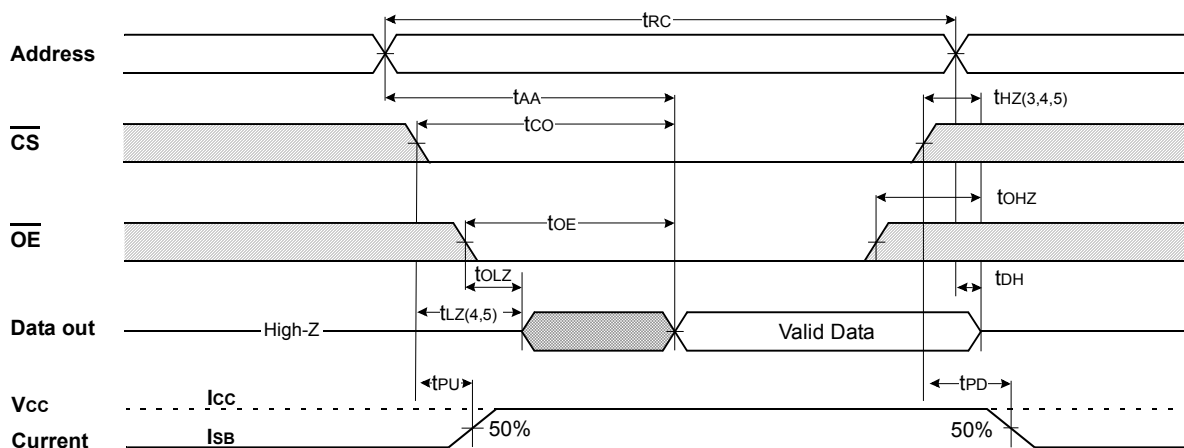 tRC
Address
tAA
tHZ(3,4,5)
tCO
CS
tOHZ
tOE
OE
tOLZ
tDH
tLZ(4,5)
Data out
High-Z
Valid Data
tPU
tPD
VCC
ICC
50%
50%
Current
ISB